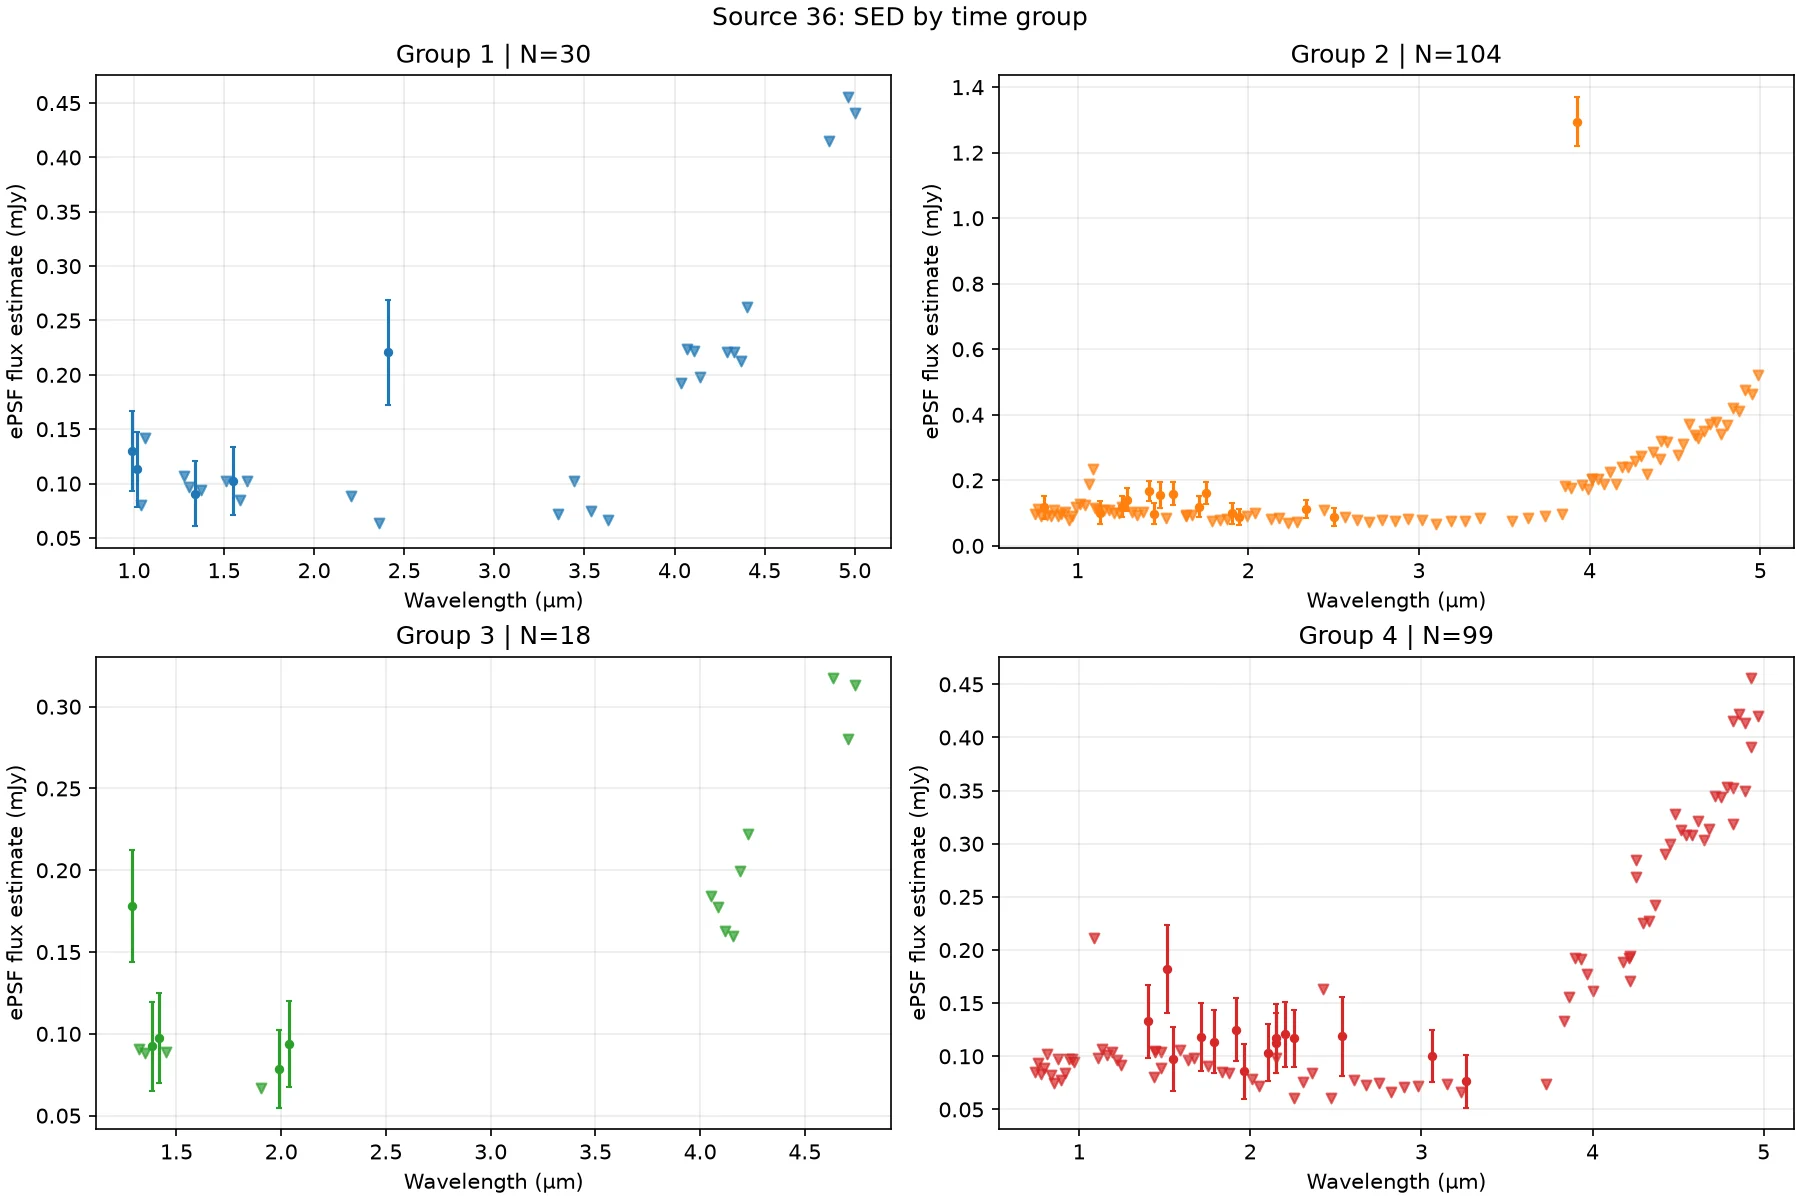 Source 36: SED by time group
Group 1 | N=30
ePSF flux estimate (mJy)
0.45
0.40
0.35
0.30
0.25
0.20
0.15
0.10
0.05
1.0 1.5 2.0 2.5 3.0 3.5 4.0 4.5 5.0
Wavelength (μm)
Group 2 | N=104
ePSF flux estimate (mJy)
1.4
1.2
1.0
0.8
0.6
0.4
0.2
0.0
1 2 3 4 5
Wavelength (μm)
Group 3 | N=18
ePSF flux estimate (mJy)
0.30
0.25
0.20
0.15
0.10
0.05
1.5 2.0 2.5 3.0 3.5 4.0 4.5
Wavelength (μm)
Group 4 | N=99
ePSF flux estimate (mJy)
0.45
0.40
0.35
0.30
0.25
0.20
0.15
0.10
0.05
1 2 3 4 5
Wavelength (μm)